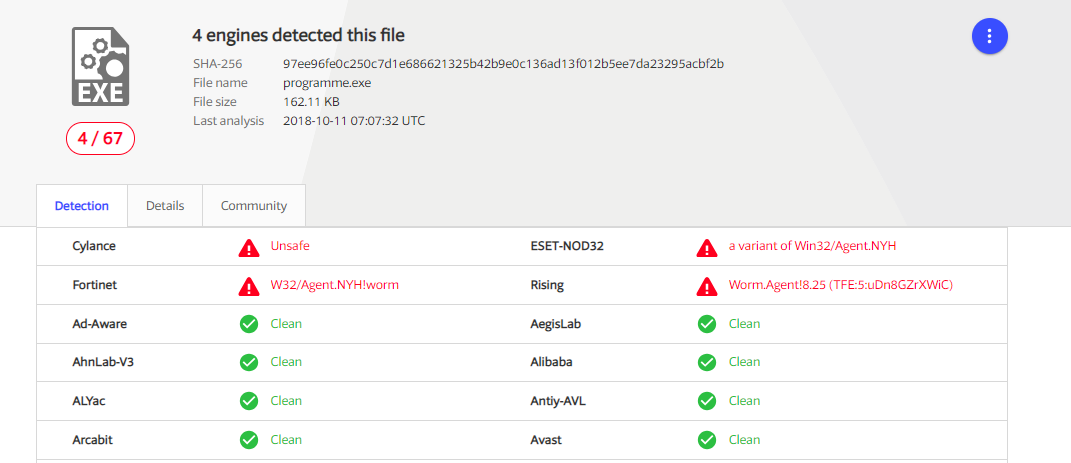 4 engines detected this file
SHA-256 97ee96fe0c250c7d1e686621325b42b9e0c136ad13f012b5ee7da23295acbf2b
File name programme.exe
File size 162.11 KB
Last analysis 2018-10-11 07:07:32 UTC
EXE
4 / 67
Detection Details Community
Cylance Unsafe ESET-NOD32 a variant of Win32/Agent.NYH
Fortinet W32/Agent.NYH!worm Rising Worm.Agent!8.25 (TFE:5:uDn8GZrXWiC)
Ad-Aware Clean AegisLab Clean
AhnLab-V3 Clean Alibaba Clean
ALYac Clean Antiy-AVL Clean
Arcabit Clean Avast Clean